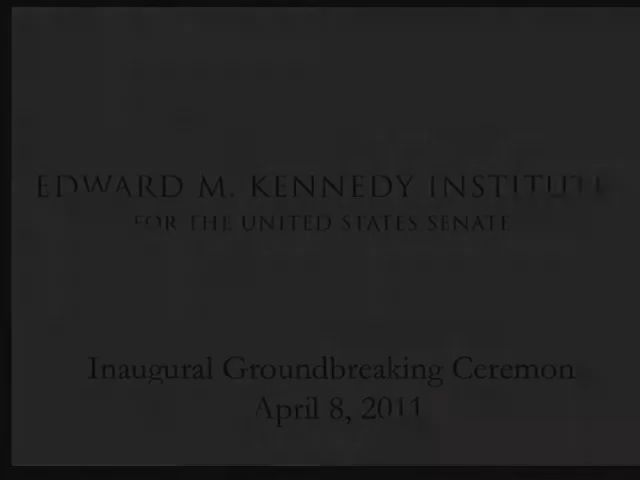 EDWARD M. KENNEDY INSTITUTE
FOR THE UNITED STATES SENATE
Inaugural Groundbreaking Ceremon
April 8, 2011